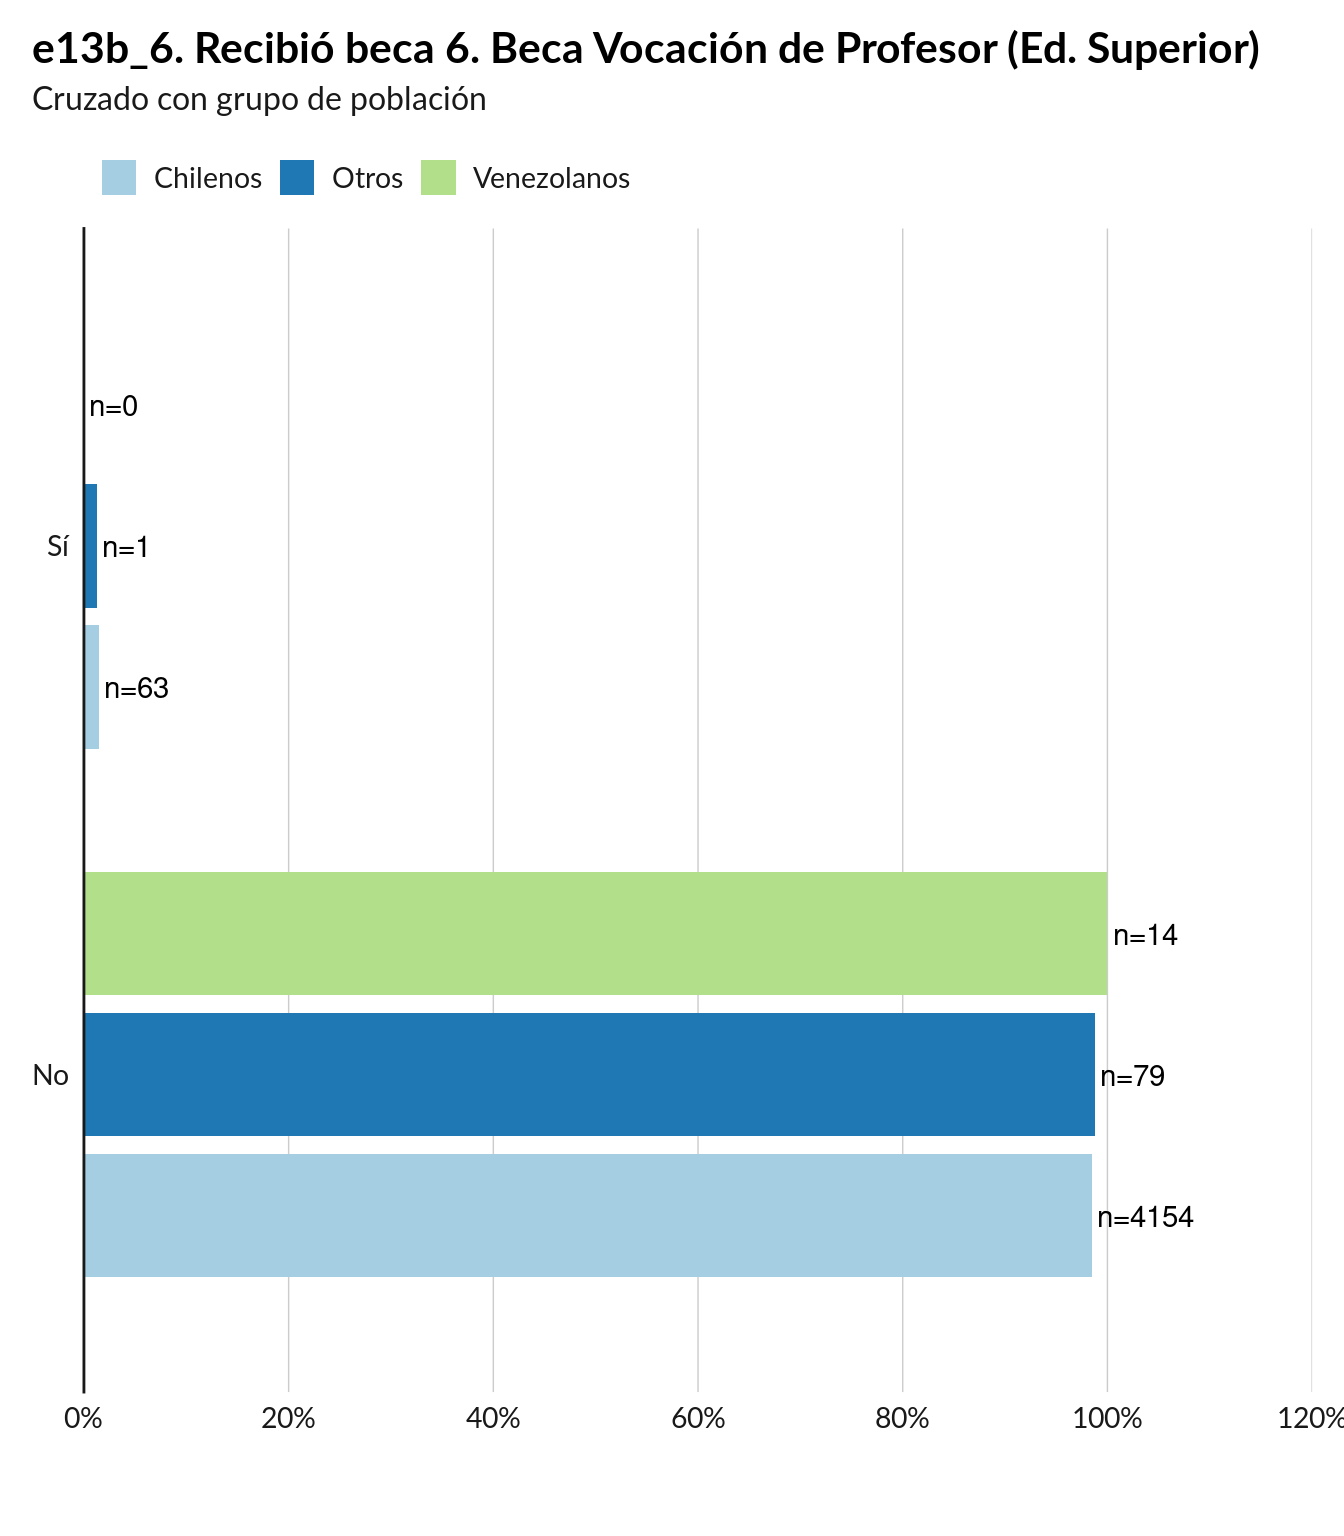 e13b_6. Recibió beca 6. Beca Vocación de Profesor (Ed. Superior)
Cruzado con grupo de población
Chilenos Otros Venezolanos
n=0
Sí n=1
n=63
n=14
No n=79
n=4154
0% 20% 40% 60% 80% 100% 120%